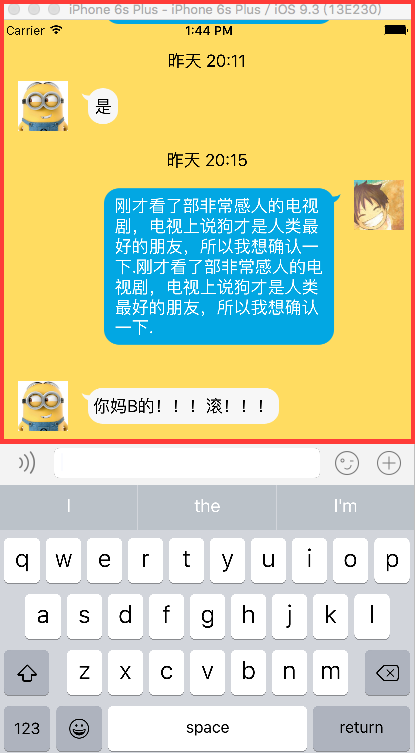 iPhone 6s Plus - iPhone 6s Plus / iOS 9.3 (13E230)
Carrier 1:44 PM
昨天 20:11
是
昨天 20:15
刚才看了部非常感人的电视
剧，电视上说狗才是人类最
好的朋友，所以我想确认一
下.刚才看了部非常感人的电
视剧，电视上说狗才是人类
最好的朋友，所以我想确认
一下.
你妈B的！！！滚！！！
I the I'm
q w e r t y u i o p
a s d f g h j k l
z x c v b n m
123 space return